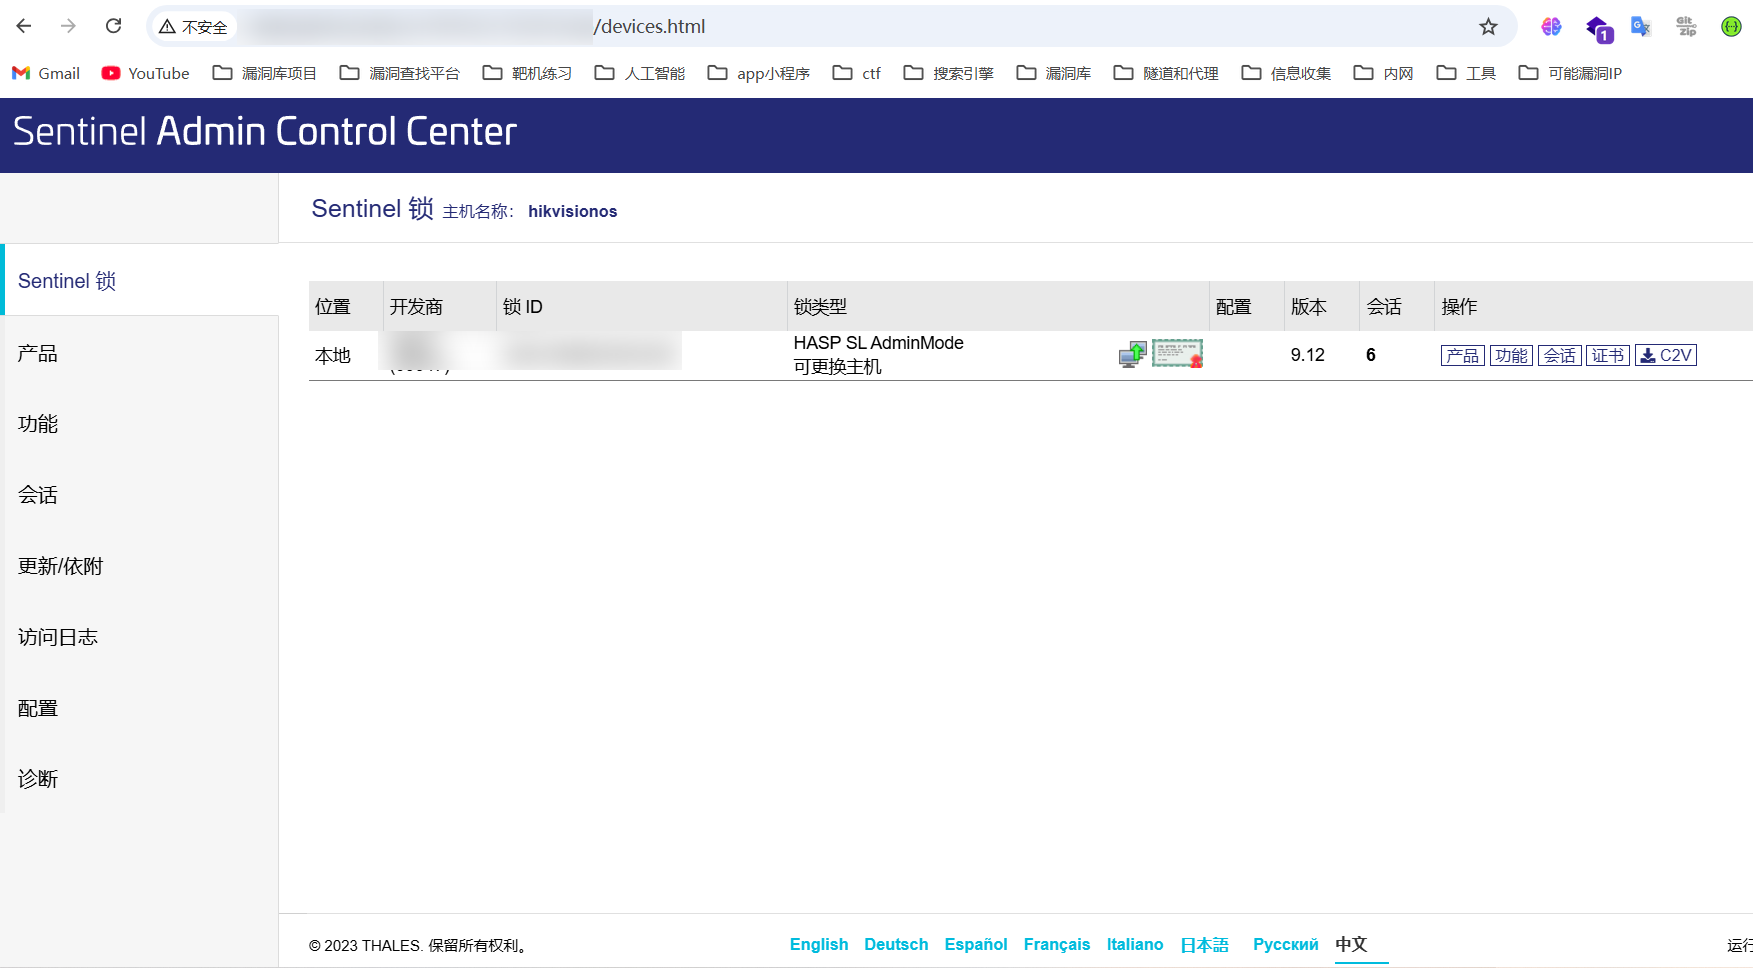 不安全 /devices.html
Gmail YouTube 漏洞库项目 漏洞查找平台 靶机练习 人工智能 app小程序 ctf 搜索引擎 漏洞库 隧道和代理 信息收集 内网 工具 可能漏洞IP
Sentinel Admin Control Center
Sentinel 锁 主机名称： hikvisionos
Sentinel 锁
产品
功能
会话
更新/依附
访问日志
配置
诊断
位置 开发商 锁 ID 锁类型 配置 版本 会话 操作
本地 HASP SL AdminMode 9.12 6 产品 功能 会话 证书 C2V
可更换主机
© 2023 THALES. 保留所有权利。 English Deutsch Español Français Italiano 日本語 Русский 中文 运行